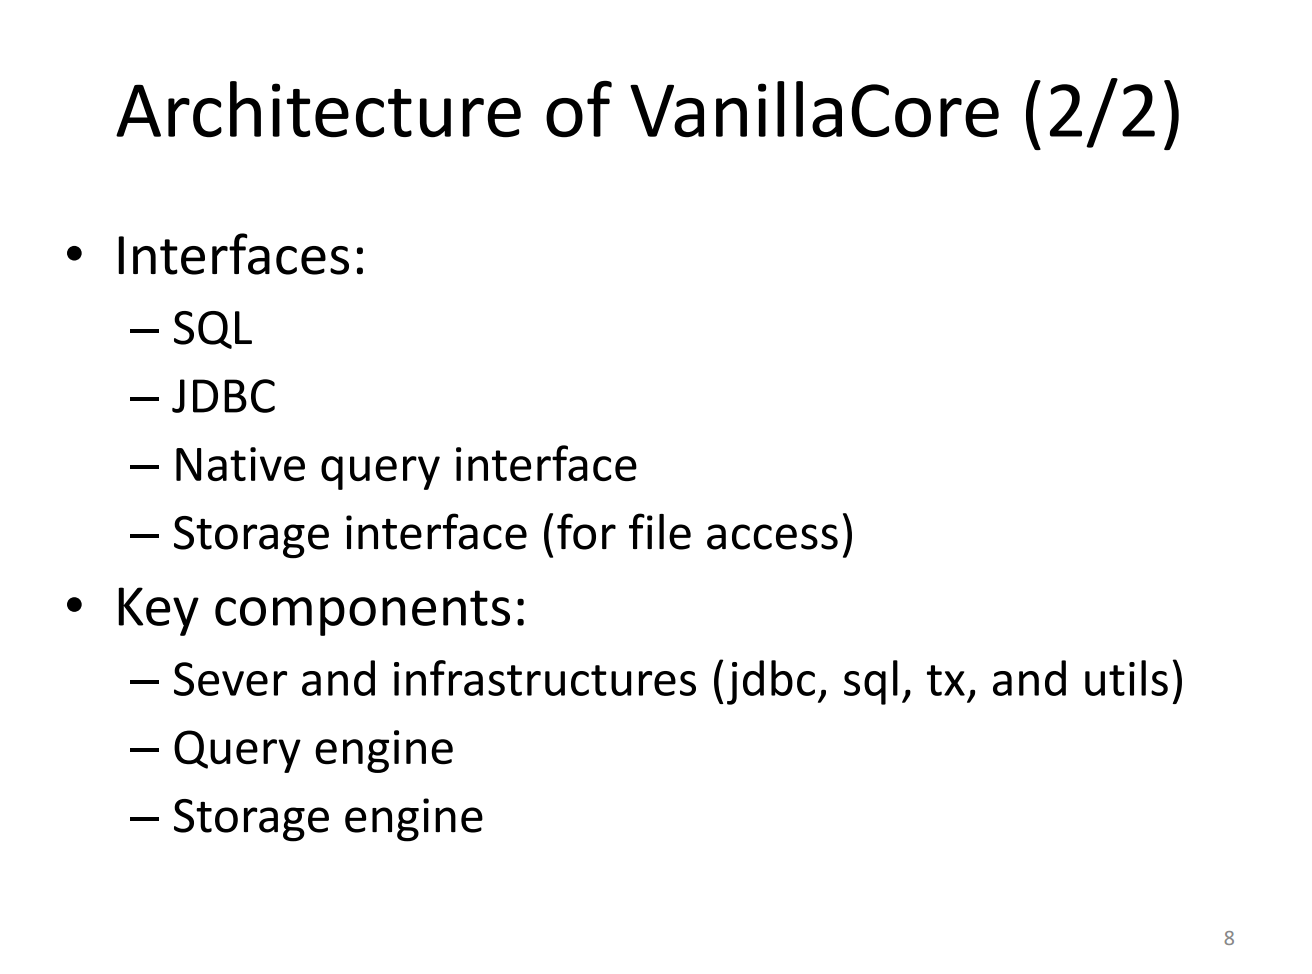 Architecture of VanillaCore (2/2)
• Interfaces:
– SQL
– JDBC
– Native query interface
– Storage interface (for file access)
• Key components:
– Sever and infrastructures (jdbc, sql, tx, and utils)
– Query engine
– Storage engine
8